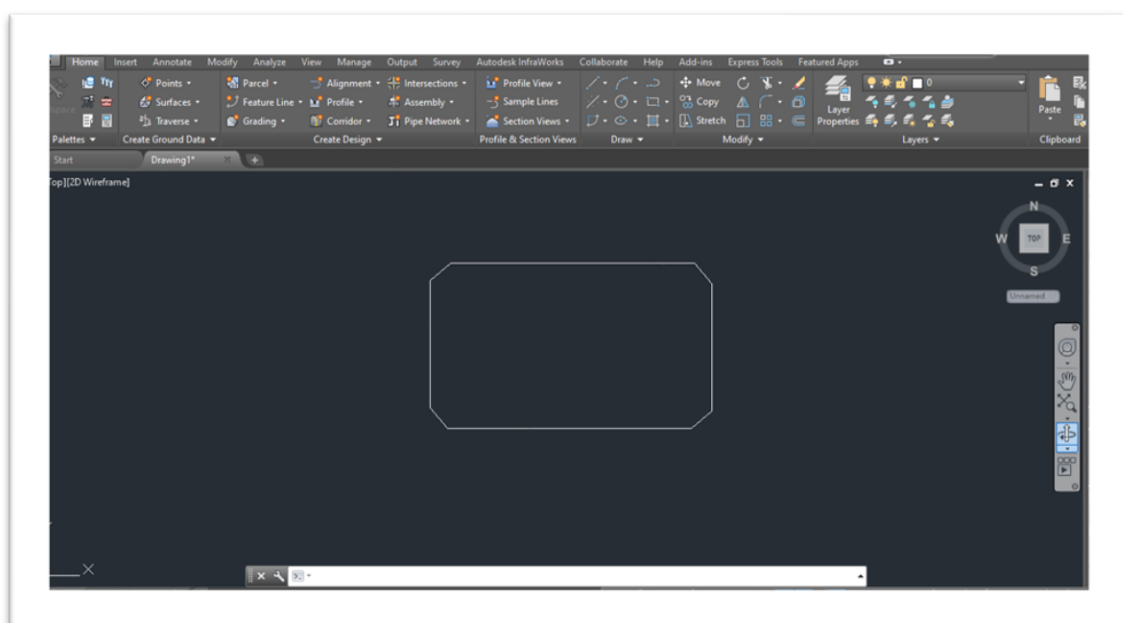 Home Insert Annotate Modify Analyze View Manage Output Survey Autodesk InfraWorks Collaborate Help Add-ins Express Tools Featured Apps
Points Parcel Alignment Intersections Profile View Move 0
Surfaces Feature Line Profile Assembly Sample Lines Copy Layer Paste
Traverse Grading Corridor Pipe Network Section Views Stretch Properties
Palettes Create Ground Data Create Design Profile & Section Views Draw Modify Layers Clipboard
Start Drawing1*
Top][2D Wireframe]
N
W TOP E
S
Unnamed